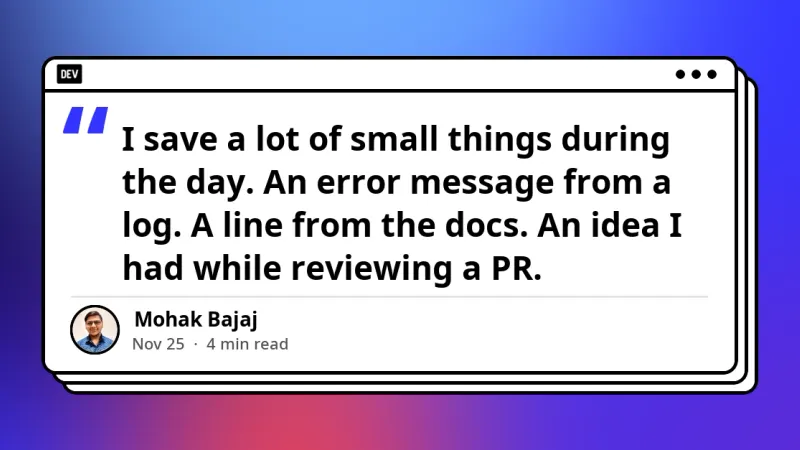 DEV
“
I save a lot of small things during
the day. An error message from a
log. A line from the docs. An idea I
had while reviewing a PR.
Mohak Bajaj
Nov 25 · 4 min read